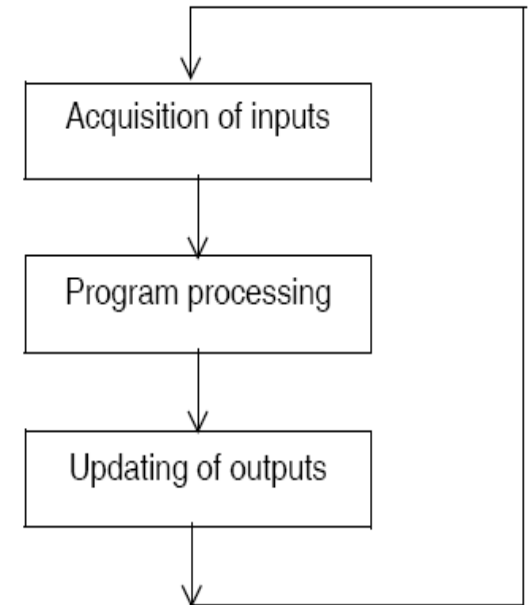 Acquisition of inputs
Program processing
Updating of outputs